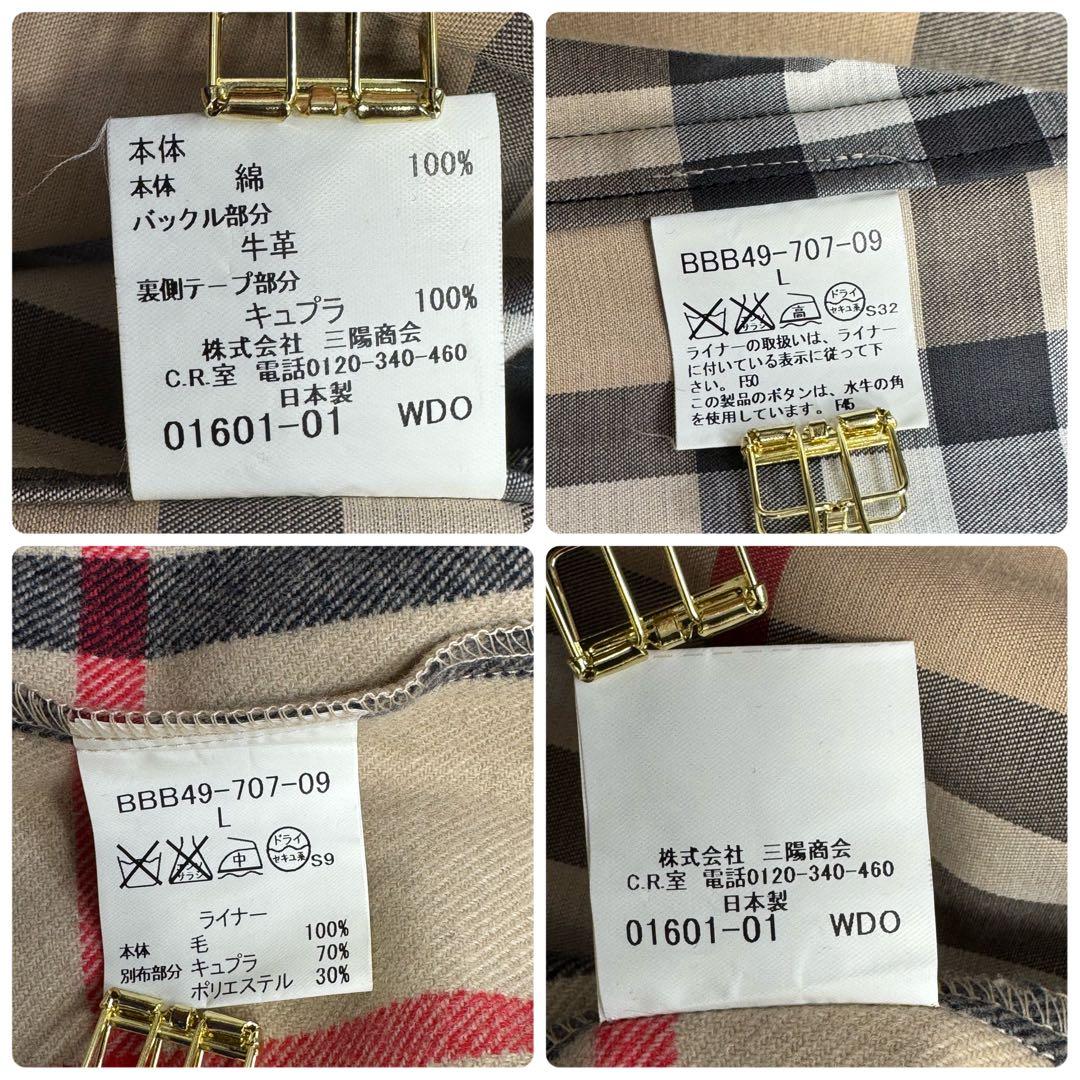 本体
本体 綿 100%
バックル部分
牛革
裏側テープ部分
キュプラ 100%
株式会社 三陽商会
C.R.室 電話0120-340-460
日本製
01601-01 WDO
BBB49-707-09
L
高 ドライ セキユ系 S32
ライナーの取扱いは、ライナー
に付いている表示に従って下
さい。 F50
この製品のボタンは、水牛の角
を使用しています。 F45
BBB49-707-09
L
中 ドライ セキユ系 S9
ライナー
本体 毛 100%
別布部分 キュプラ 70%
ポリエステル 30%
株式会社 三陽商会
C.R.室 電話0120-340-460
日本製
01601-01 WDO